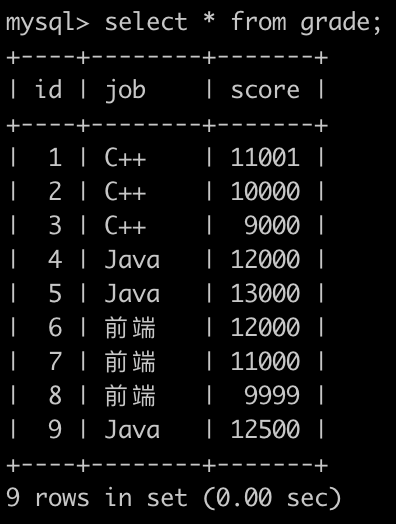 mysql> select * from grade;
+----+--------+-------+
| id | job    | score |
+----+--------+-------+
|  1 | C++    | 11001 |
|  2 | C++    | 10000 |
|  3 | C++    |  9000 |
|  4 | Java   | 12000 |
|  5 | Java   | 13000 |
|  6 | 前端   | 12000 |
|  7 | 前端   | 11000 |
|  8 | 前端   |  9999 |
|  9 | Java   | 12500 |
+----+--------+-------+
9 rows in set (0.00 sec)